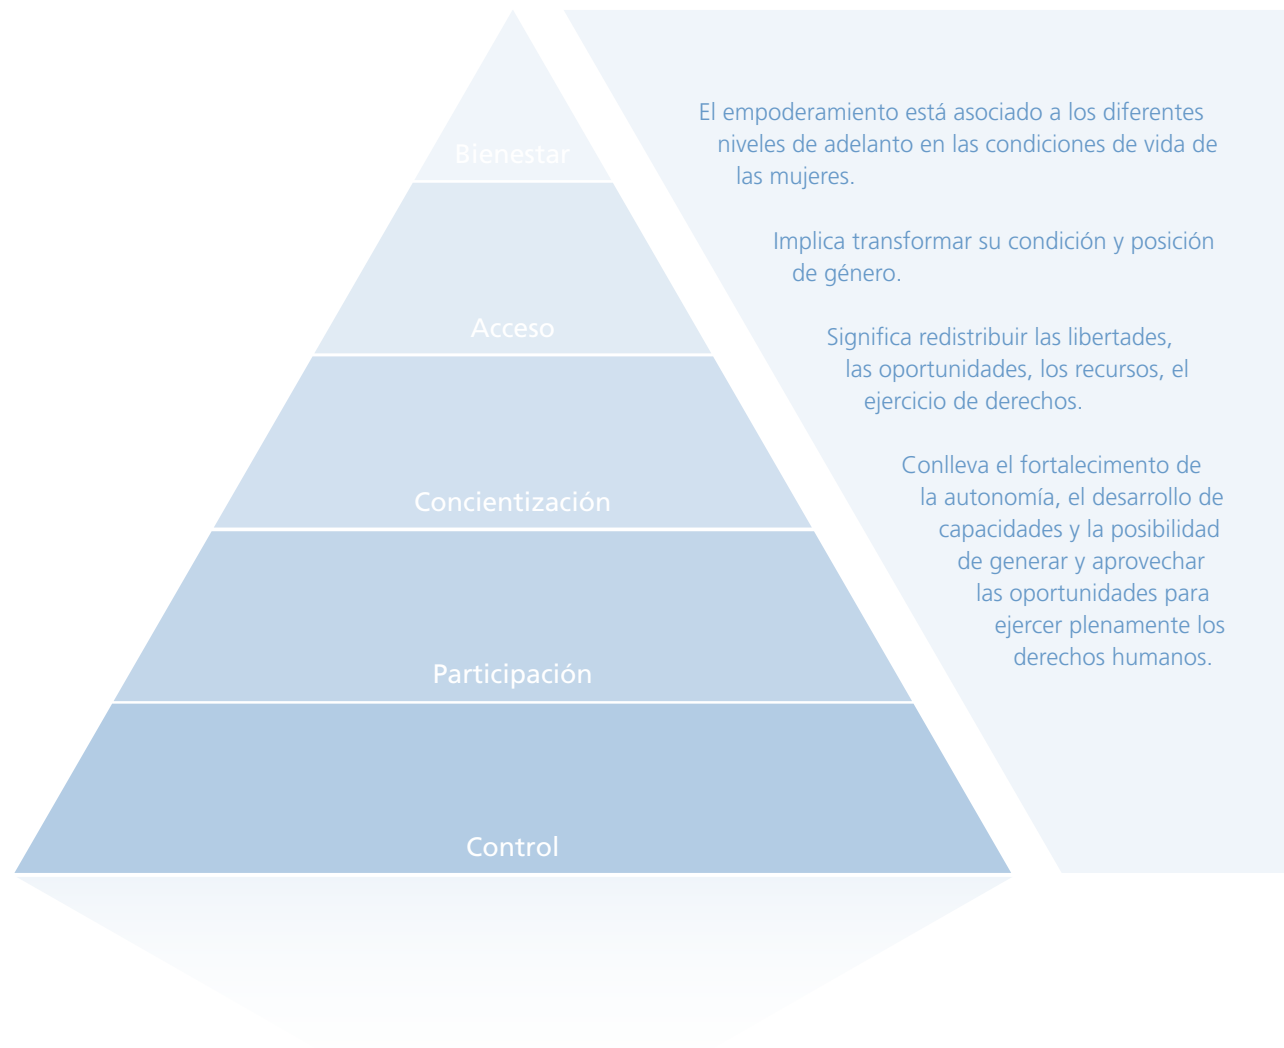 Bienestar
Acceso
Concientización
Participación
Control
El empoderamiento está asociado a los diferentes
niveles de adelanto en las condiciones de vida de
las mujeres.
Implica transformar su condición y posición
de género.
Significa redistribuir las libertades,
las oportunidades, los recursos, el
ejercicio de derechos.
Conlleva el fortalecimento de
la autonomía, el desarrollo de
capacidades y la posibilidad
de generar y aprovechar
las oportunidades para
ejercer plenamente los
derechos humanos.